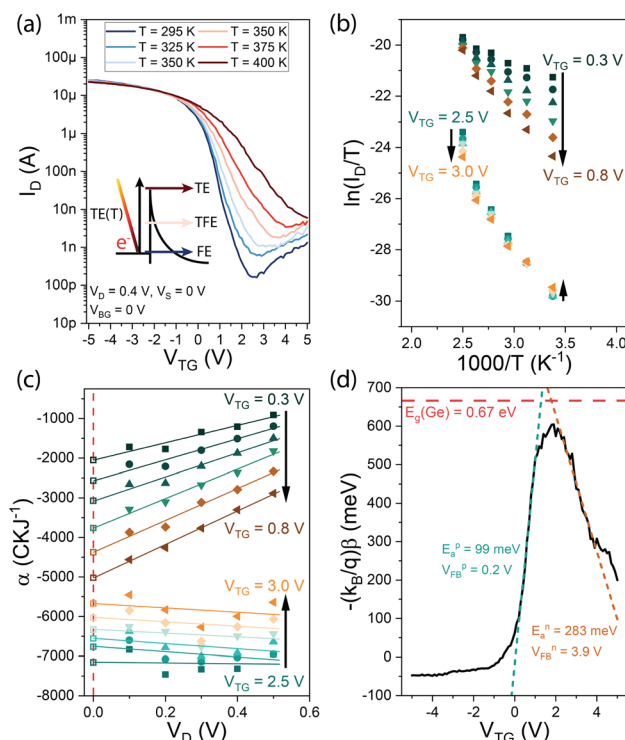 (a)
1m
100μ
10μ
1μ
100n
10n
1n
100p
10p
I_D (A)
T = 295 K
T = 325 K
T = 350 K
T = 350 K
T = 375 K
T = 400 K
TE
TE(T)
TFE
e⁻
FE
V_D = 0.4 V, V_S = 0 V
V_BG = 0 V
-5 -4 -3 -2 -1 0 1 2 3 4 5
V_TG (V)
(b)
-20
-22
-24
-26
-28
-30
ln(I_D/T)
V_TG = 0.3 V
V_TG = 2.5 V
V_TG = 3.0 V
V_TG = 0.8 V
2.0 2.5 3.0 3.5 4.0
1000/T (K⁻¹)
(c)
-1000
-2000
-3000
-4000
-5000
-6000
-7000
-8000
α (CKJ⁻¹)
V_TG = 0.3 V
V_TG = 0.8 V
V_TG = 3.0 V
V_TG = 2.5 V
0.0 0.2 0.4 0.6
V_D (V)
(d)
700
600
500
400
300
200
100
0
-100
-(k_B/q)β (meV)
E_g(Ge) = 0.67 eV
E_a^p = 99 meV
V_FB^p = 0.2 V
E_a^n = 283 meV
V_FB^n = 3.9 V
-4 -2 0 2 4
V_TG (V)